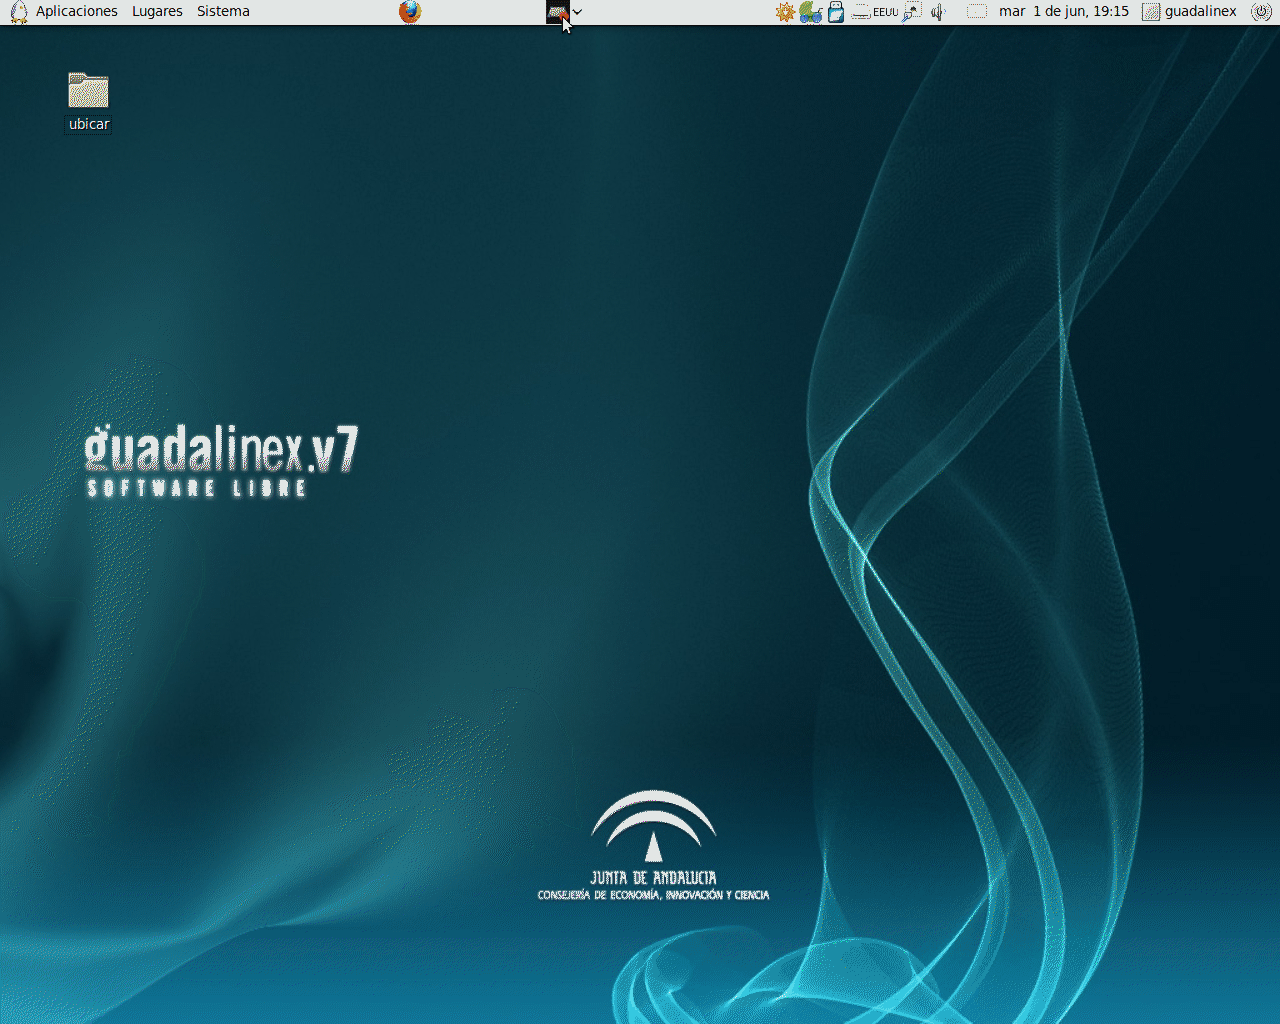 Aplicaciones Lugares Sistema EEUU mar 1 de jun, 19:15 guadalinex
ubicar
guadalinex.v7
SOFTWARE LIBRE
JUNTA DE ANDALUCIA
CONSEJERÍA DE ECONOMÍA, INNOVACIÓN Y CIENCIA